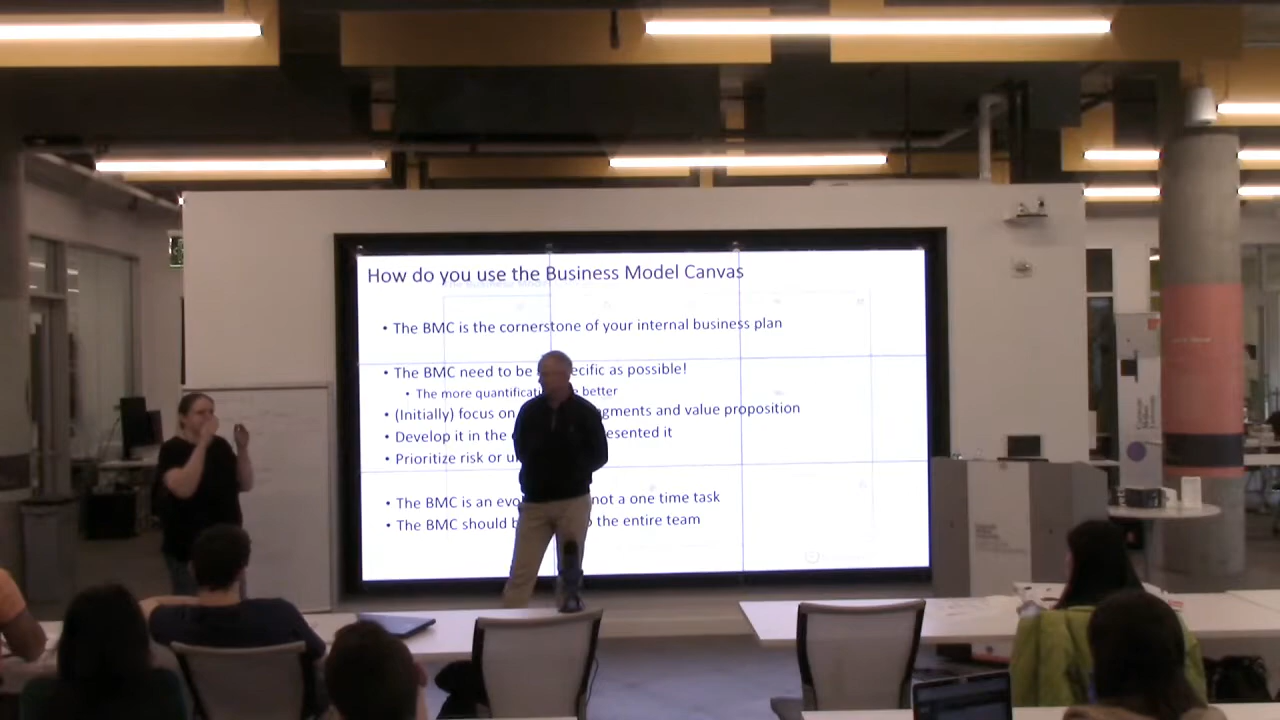 How do you use the Business Model Canvas
• The BMC is the cornerstone of your internal business plan
• The BMC need to be specific as possible!
• The more quantificati better
• (Initially) focus on gments and value proposition
• Develop it in the esented it
• Prioritize risk or u
• The BMC is an evo not a one time task
• The BMC should b the entire team